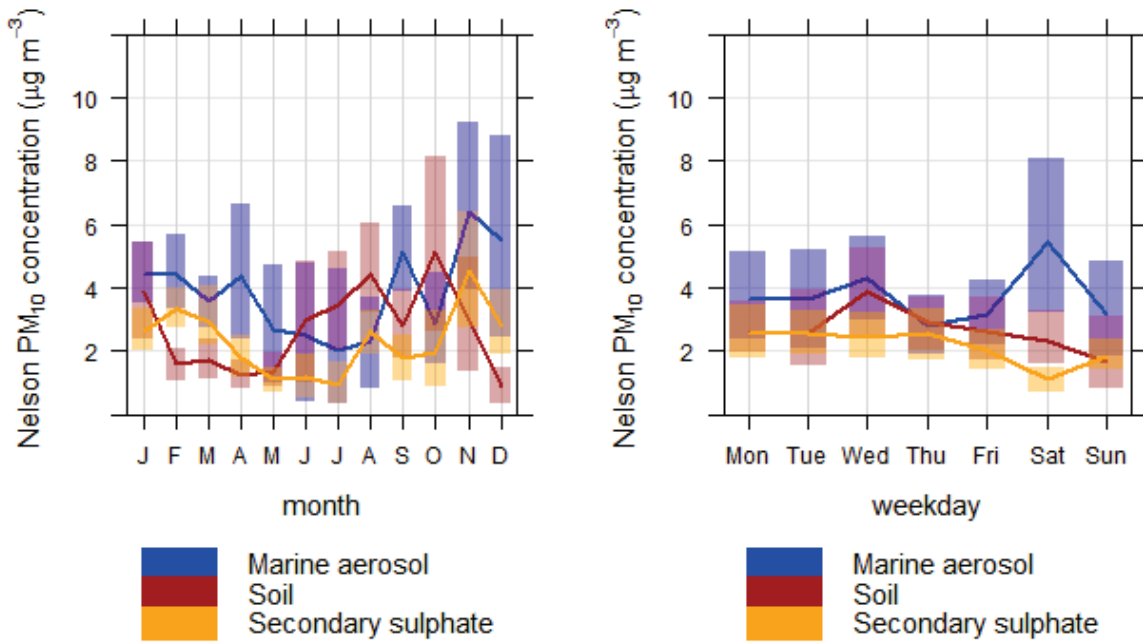 Nelson PM₁₀ concentration (μg m⁻³)
10
8
6
4
2
J F M A M J J A S O N D
month
Marine aerosol
Soil
Secondary sulphate
Nelson PM₁₀ concentration (μg m⁻³)
10
8
6
4
2
Mon Tue Wed Thu Fri Sat Sun
weekday
Marine aerosol
Soil
Secondary sulphate